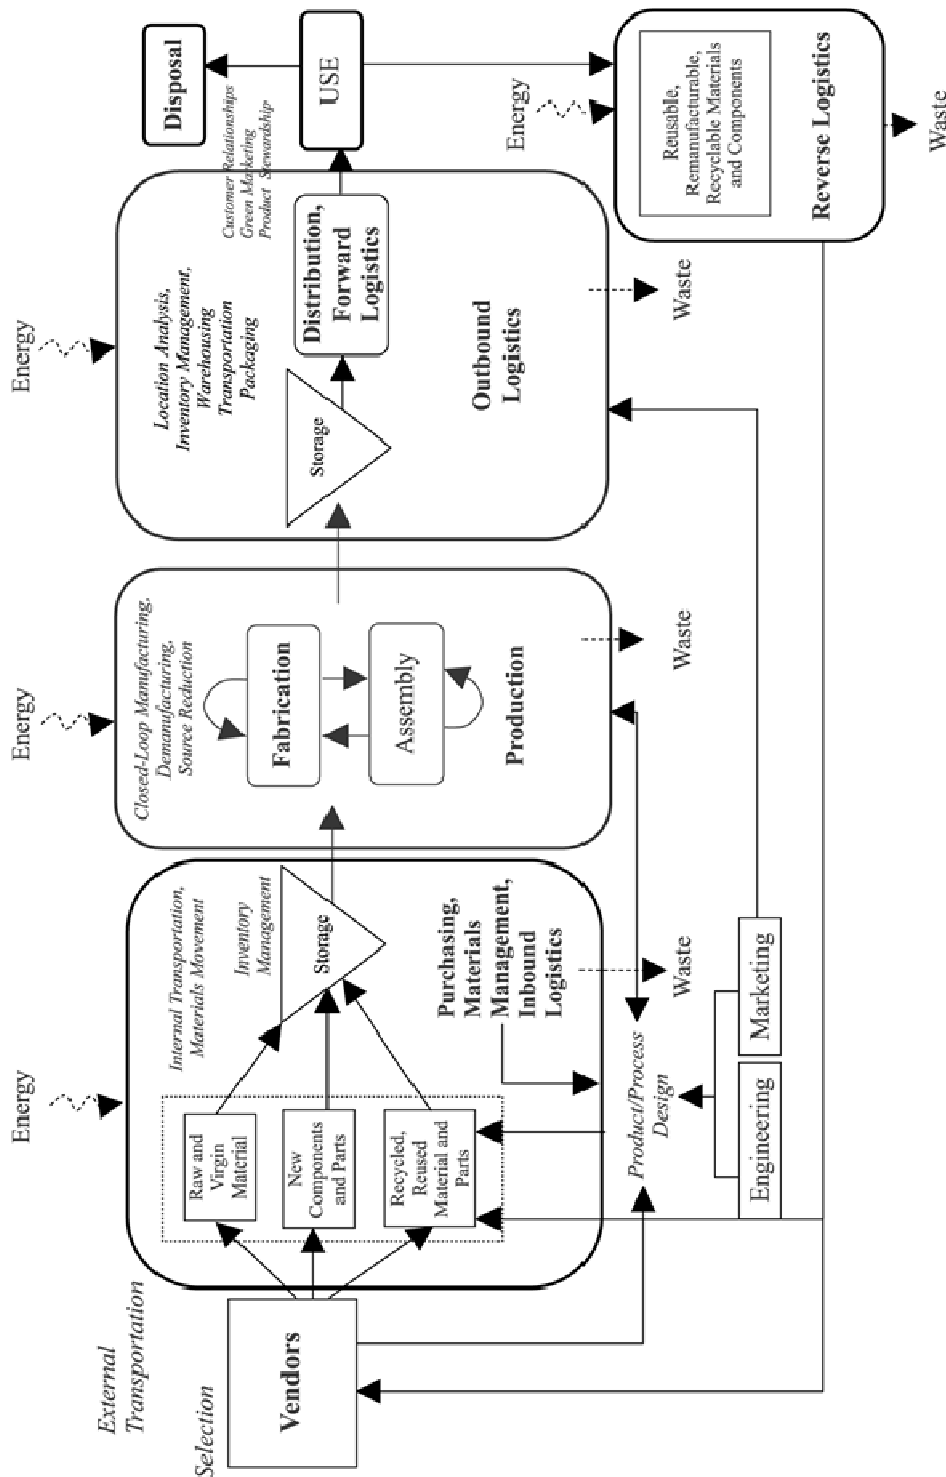 External
Transportation
Selection
Vendors
Energy
Internal Transportation,
Materials Movement
Inventory
Management
Raw and
Virgin
Material
New
Components
and Parts
Recycled,
Reused
Material and
Parts
Storage
Purchasing,
Materials
Management,
Inbound
Logistics
Waste
Energy
Closed-Loop Manufacturing,
Demanufacturing,
Source Reduction
Fabrication
Assembly
Production
Waste
Energy
Location Analysis,
Inventory Management,
Warehousing
Transportation
Packaging
Customer Relationships
Green Marketing
Product Stewardship
Storage
Distribution,
Forward
Logistics
Outbound
Logistics
Waste
Disposal
USE
Energy
Reusable,
Remanufacturable,
Recyclable Materials
and Components
Reverse Logistics
Waste
Product/Process
Design
Engineering
Marketing